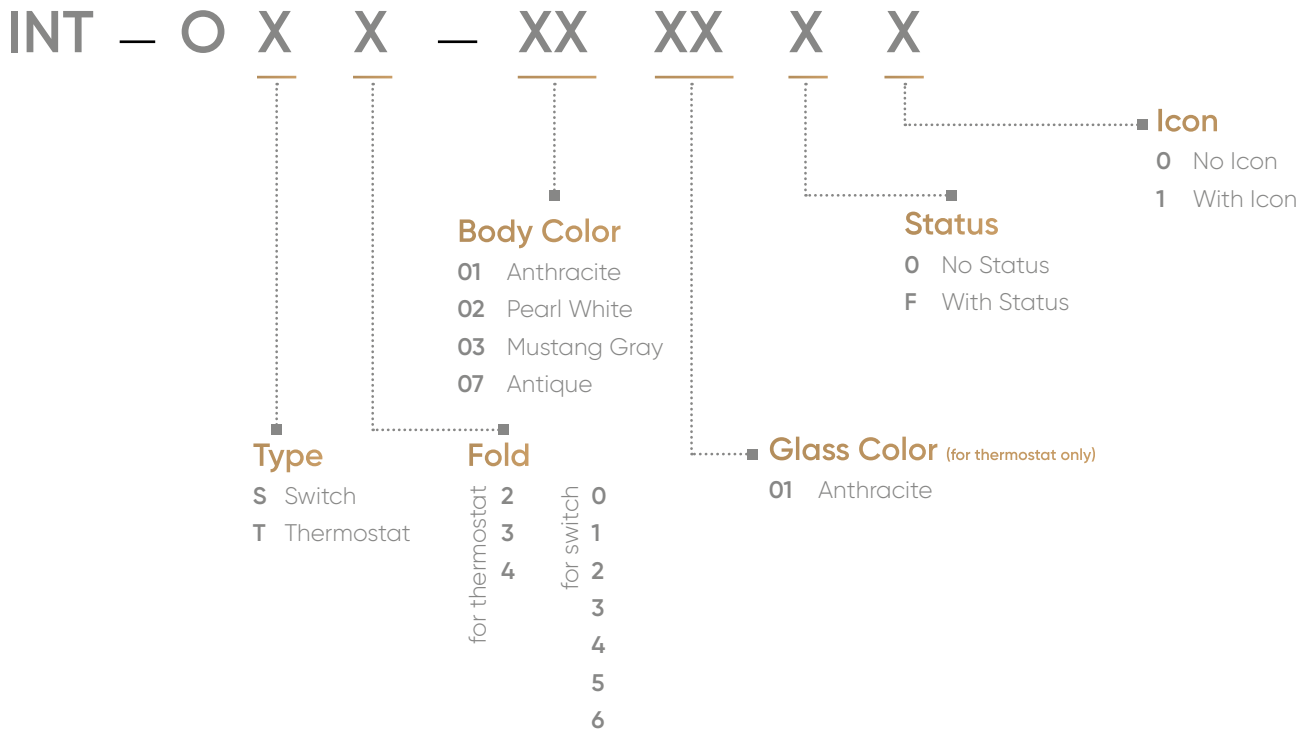 INT – O X X – XX XX X X
Icon
0 No Icon
1 With Icon
Status
0 No Status
F With Status
Body Color
01 Anthracite
02 Pearl White
03 Mustang Gray
07 Antique
Type
S Switch
T Thermostat
Fold
for thermostat
2
3
4
for switch
0
1
2
3
4
5
6
Glass Color (for thermostat only)
01 Anthracite